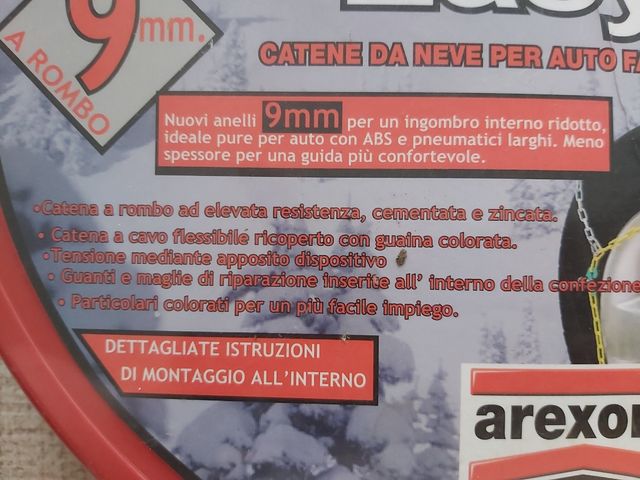 9mm.
A ROMBO
CATENE DA NEVE PER AUTO
Nuovi anelli 9mm per un ingombro interno ridotto,
ideale pure per auto con ABS e pneumatici larghi. Meno
spessore per una guida più confortevole.
•Catena a rombo ad elevata resistenza, cementata e zincata.
• Catena a cavo flessibile ricoperto con guaina colorata.
•Tensione mediante apposito dispositivo
• Guanti e maglie di riparazione inserite all' interno della confezione
• Particolari colorati per un più facile impiego.
DETTAGLIATE ISTRUZIONI
DI MONTAGGIO ALL'INTERNO
arexo